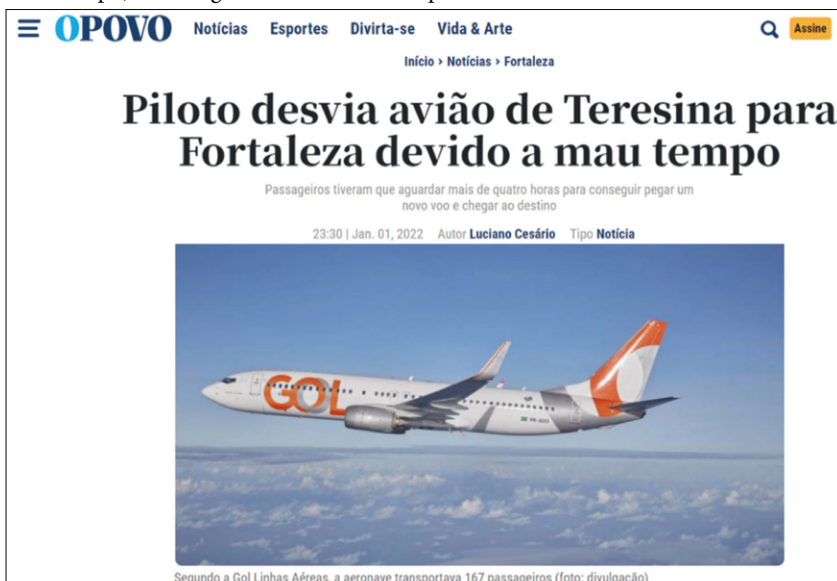 OPOVO Notícias Esportes Divirta-se Vida & Arte Assine
Início > Notícias > Fortaleza
Piloto desvia avião de Teresina para
Fortaleza devido a mau tempo
Passageiros tiveram que aguardar mais de quatro horas para conseguir pegar um
novo voo e chegar ao destino
23:30 | Jan. 01, 2022 Autor Luciano Cesário Tipo Notícia
GOL
Segundo a Gol Linhas Aéreas, a aeronave transportava 167 passageiros (foto: divulgação)